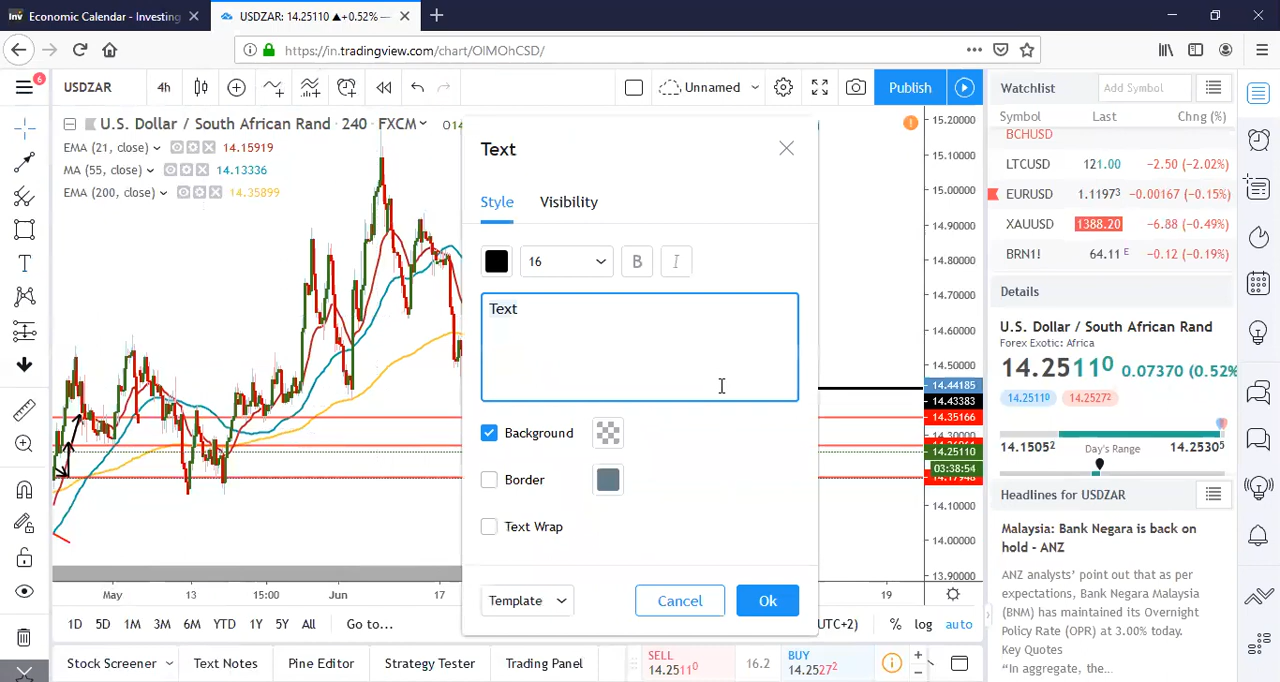 Economic Calendar - Investing
USDZAR: 14.25110 ▲+0.52% —
https://in.tradingview.com/chart/OIMOhCSD/
6
USDZAR 4h
Unnamed
Publish
U.S. Dollar / South African Rand - 240 - FXCM
EMA (21, close) 14.15919
MA (55, close) 14.13336
EMA (200, close) 14.35899
Text
Style Visibility
16 B I
Text
Background
Border
Text Wrap
Template Cancel Ok
15.20000
15.10000
15.00000
14.90000
14.80000
14.70000
14.60000
14.50000
14.44185
14.43383
14.35166
14.30000
14.25110
03:38:54
14.17948
14.10000
14.00000
13.90000
May 13 15:00 Jun 17 19
1D 5D 1M 3M 6M YTD 1Y 5Y All Go to...
% log auto
Stock Screener Text Notes Pine Editor Strategy Tester Trading Panel
SELL
14.25110
16.2
BUY
14.25272
Watchlist Add Symbol
Symbol Last Chng (%)
BCHUSD
LTCUSD 121.00 -2.50 (-2.02%)
EURUSD 1.11973 -0.00167 (-0.15%)
XAUUSD 1388.20 -6.88 (-0.49%)
BRN1! 64.11 E -0.12 (-0.19%)
Details
U.S. Dollar / South African Rand
Forex Exotic: Africa
14.25110 0.07370 (0.52%
14.25110 14.25272
14.15052 Day's Range 14.25305
Headlines for USDZAR
Malaysia: Bank Negara is back on
hold - ANZ
ANZ analysts' point out that as per
expectations, Bank Negara Malaysia
(BNM) has maintained its Overnight
Policy Rate (OPR) at 3.00% today.
Key Quotes
"In aggregate, the...